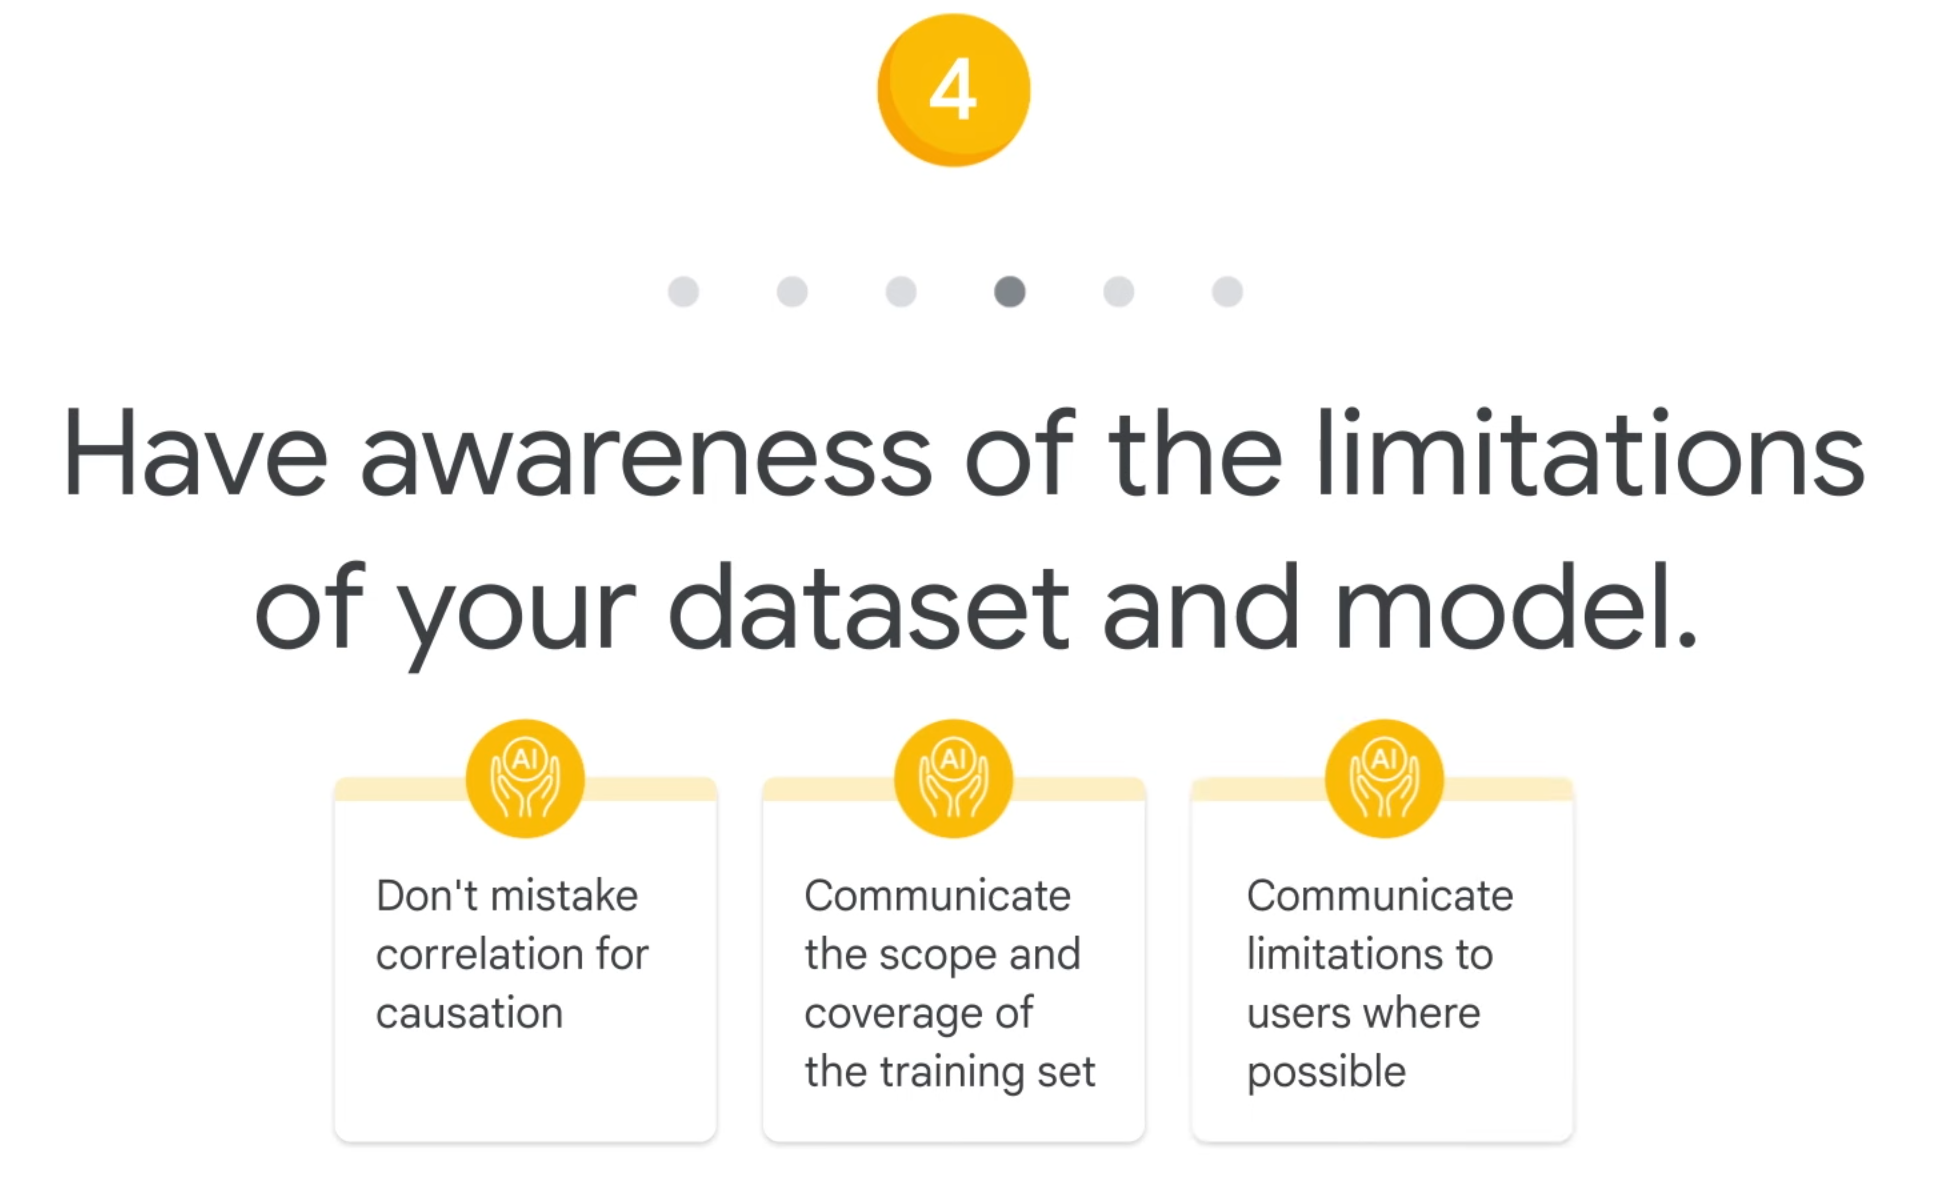 4
Have awareness of the limitations
of your dataset and model.
AI
Don't mistake
correlation for
causation
AI
Communicate
the scope and
coverage of
the training set
AI
Communicate
limitations to
users where
possible